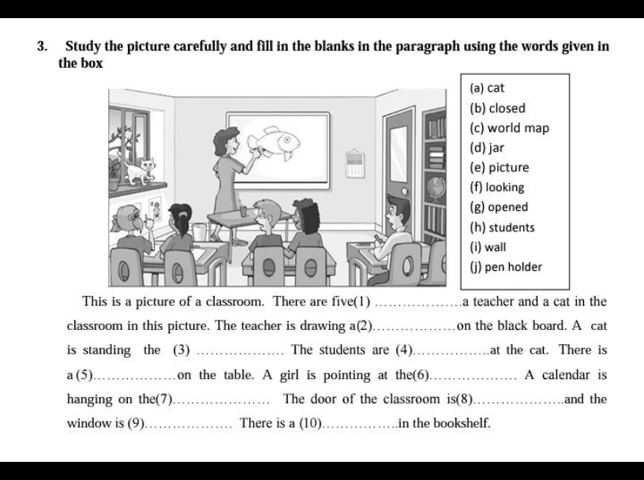 3. Study the picture carefully and fill in the blanks in the paragraph using the words given in
the box
(a) cat
(b) closed
(c) world map
(d) jar
(e) picture
(f) looking
(g) opened
(h) students
(i) wall
(j) pen holder
This is a picture of a classroom. There are five(1) ....................a teacher and a cat in the
classroom in this picture. The teacher is drawing a(2)...................on the black board. A cat
is standing the (3) .................... The students are (4)..................at the cat. There is
a (5)...................on the table. A girl is pointing at the(6)..................... A calendar is
hanging on the(7)...................... The door of the classroom is(8).....................and the
window is (9)..................... There is a (10)..................in the bookshelf.